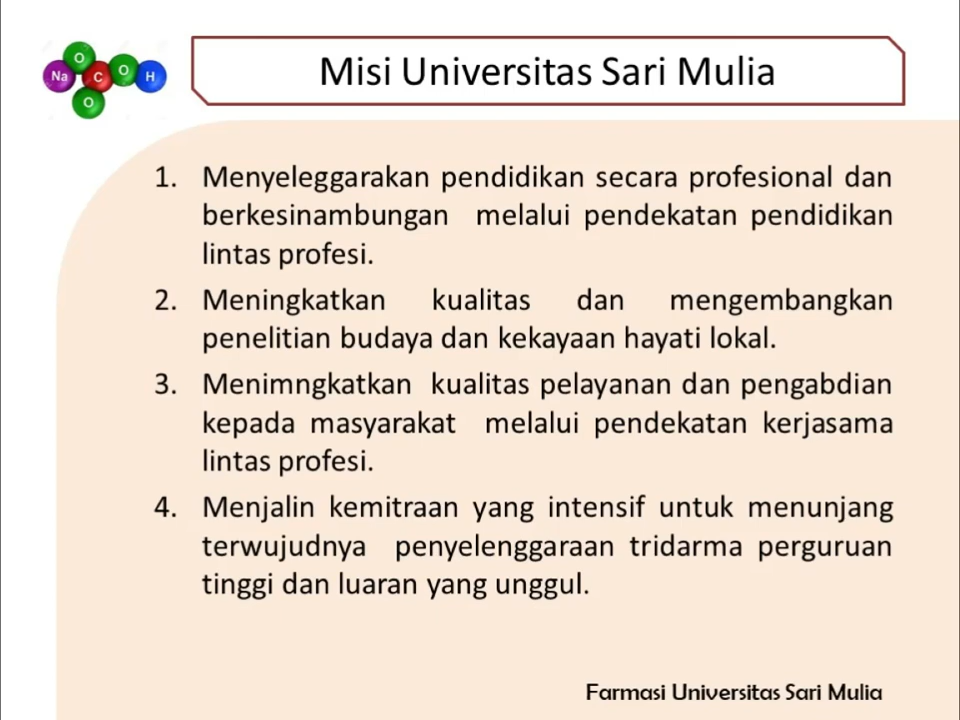 Misi Universitas Sari Mulia
O
Na
C
O
H
O
1. Menyeleggarakan pendidikan secara profesional dan
berkesinambungan melalui pendekatan pendidikan
lintas profesi.
2. Meningkatkan kualitas dan mengembangkan
penelitian budaya dan kekayaan hayati lokal.
3. Menimngkatkan kualitas pelayanan dan pengabdian
kepada masyarakat melalui pendekatan kerjasama
lintas profesi.
4. Menjalin kemitraan yang intensif untuk menunjang
terwujudnya penyelenggaraan tridarma perguruan
tinggi dan luaran yang unggul.
Farmasi Universitas Sari Mulia